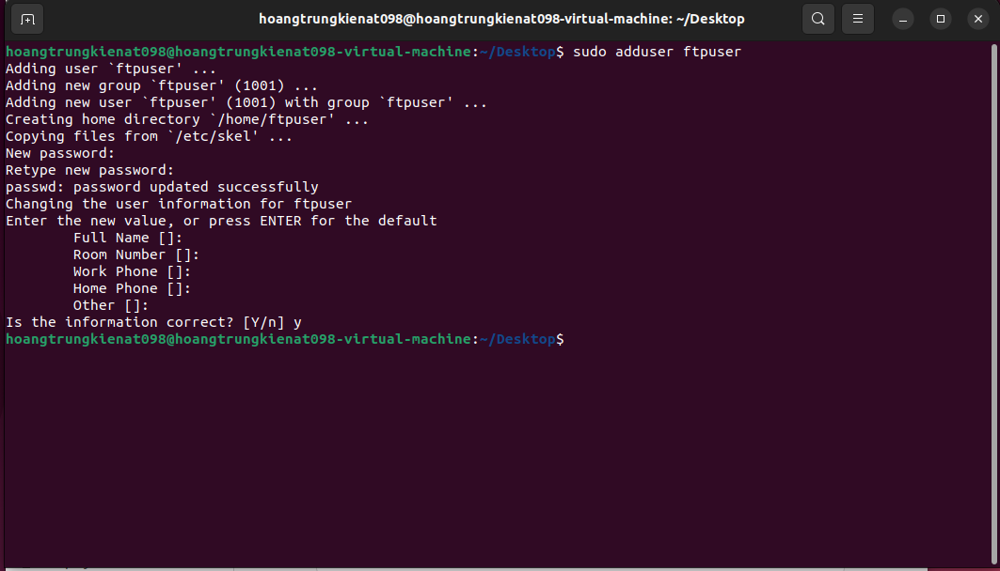 hoangtrungkienat098@hoangtrungkienat098-virtual-machine: ~/Desktop
hoangtrungkienat098@hoangtrungkienat098-virtual-machine:~/Desktop$ sudo adduser ftpuser
Adding user `ftpuser' ...
Adding new group `ftpuser' (1001) ...
Adding new user `ftpuser' (1001) with group `ftpuser' ...
Creating home directory `/home/ftpuser' ...
Copying files from `/etc/skel' ...
New password:
Retype new password:
passwd: password updated successfully
Changing the user information for ftpuser
Enter the new value, or press ENTER for the default
        Full Name []:
        Room Number []:
        Work Phone []:
        Home Phone []:
        Other []:
Is the information correct? [Y/n] y
hoangtrungkienat098@hoangtrungkienat098-virtual-machine:~/Desktop$